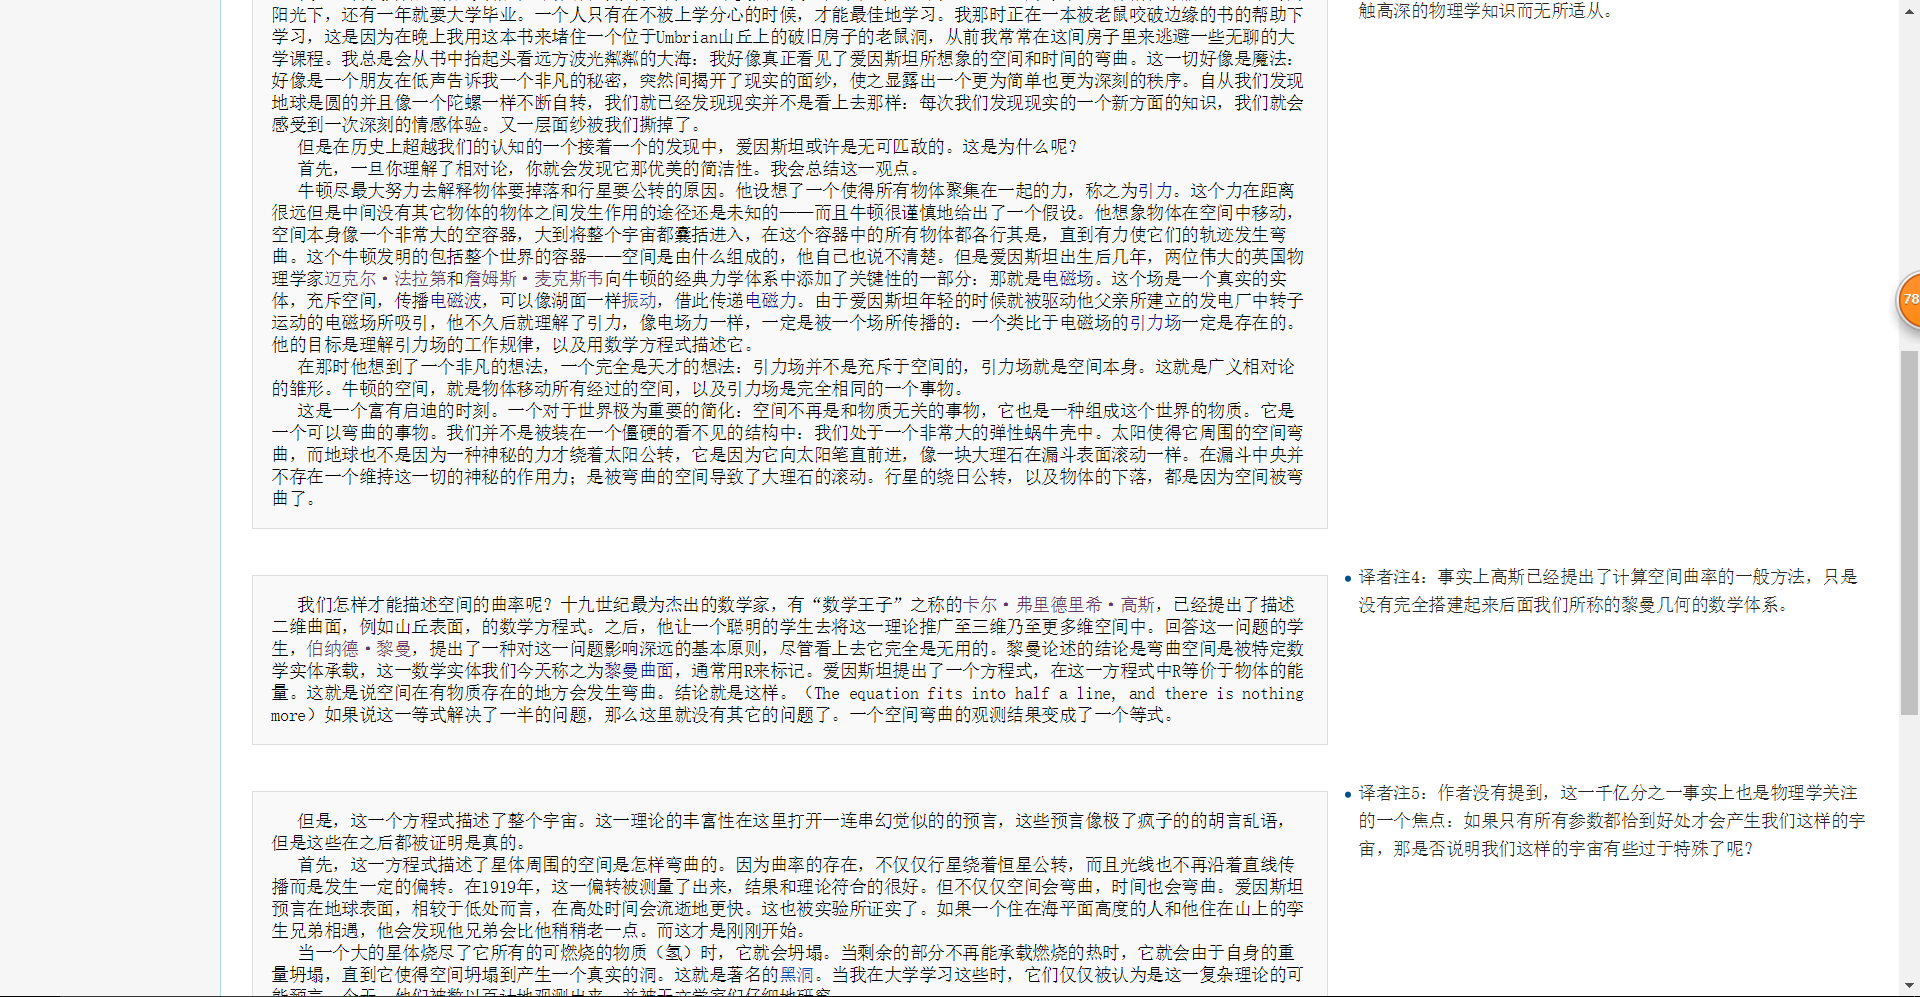 阳光下，还有一年就要大学毕业。一个人只有在不被上学分心的时候，才能最佳地学习。我那时正在一本被老鼠咬破边缘的书的帮助下
学习，这是因为在晚上我用这本书来堵住一个位于Umbrian山丘上的破旧房子的老鼠洞，从前我常常在这间房子里来逃避一些无聊的大
学课程。我总是会从书中抬起头看远方波光粼粼的大海：我好像真正看见了爱因斯坦所想象的空间和时间的弯曲。这一切好像是魔法：
好像是一个朋友在低声告诉我一个非凡的秘密，突然间揭开了现实的面纱，使之显露出一个更为简单也更为深刻的秩序。自从我们发现
地球是圆的并且像一个陀螺一样不断自转，我们就已经发现现实并不是看上去那样：每次我们发现现实的一个新方面的知识，我们就会
感受到一次深刻的情感体验。又一层面纱被我们撕掉了。
但是在历史上超越我们的认知的一个接着一个的发现中，爱因斯坦或许是无可匹敌的。这是为什么呢？
首先，一旦你理解了相对论，你就会发现它那优美的简洁性。我会总结这一观点。
牛顿尽最大努力去解释物体要掉落和行星要公转的原因。他设想了一个使得所有物体聚集在一起的力，称之为引力。这个力在距离
很远但是中间没有其它物体的物体之间发生作用的途径还是未知的——而且牛顿很谨慎地给出了一个假设。他想象物体在空间中移动，
空间本身像一个非常大的空容器，大到将整个宇宙都囊括进入，在这个容器中的所有物体都各行其是，直到有力使它们的轨迹发生弯
曲。这个牛顿发明的包括整个世界的容器——空间是由什么组成的，他自己也说不清楚。但是爱因斯坦出生后几年，两位伟大的英国物
理学家迈克尔·法拉第和詹姆斯·麦克斯韦向牛顿的经典力学体系中添加了关键性的一部分：那就是电磁场。这个场是一个真实的实
体，充斥空间，传播电磁波，可以像湖面一样振动，借此传递电磁力。由于爱因斯坦年轻的时候就被驱动他父亲所建立的发电厂中转子
运动的电磁场所吸引，他不久后就理解了引力，像电场力一样，一定是被一个场所传播的：一个类比于电磁场的引力场一定是存在的。
他的目标是理解引力场的工作规律，以及用数学方程式描述它。
在那时他想到了一个非凡的想法，一个完全是天才的想法：引力场并不是充斥于空间的，引力场就是空间本身。这就是广义相对论
的雏形。牛顿的空间，就是物体移动所有经过的空间，以及引力场是完全相同的一个事物。
这是一个富有启迪的时刻。一个对于世界极为重要的简化：空间不再是和物质无关的事物，它也是一种组成这个世界的物质。它是
一个可以弯曲的事物。我们并不是被装在一个僵硬的看不见的结构中：我们处于一个非常大的弹性蜗牛壳中。太阳使得它周围的空间弯
曲，而地球也不是因为一种神秘的力才绕着太阳公转，它是因为它向太阳笔直前进，像一块大理石在漏斗表面滚动一样。在漏斗中央并
不存在一个维持这一切的神秘的作用力；是被弯曲的空间导致了大理石的滚动。行星的绕日公转，以及物体的下落，都是因为空间被弯
曲了。
触高深的物理学知识而无所适从。
78
我们怎样才能描述空间的曲率呢？十九世纪最为杰出的数学家，有“数学王子”之称的卡尔·弗里德里希·高斯，已经提出了描述
二维曲面，例如山丘表面，的数学方程式。之后，他让一个聪明的学生去将这一理论推广至三维乃至更多维空间中。回答这一问题的学
生，伯纳德·黎曼，提出了一种对这一问题影响深远的基本原则，尽管看上去它完全是无用的。黎曼论述的结论是弯曲空间是被特定数
学实体承载，这一数学实体我们今天称之为黎曼曲面，通常用R来标记。爱因斯坦提出了一个方程式，在这一方程式中R等价于物体的能
量。这就是说空间在有物质存在的地方会发生弯曲。结论就是这样。（The equation fits into half a line, and there is nothing
more）如果说这一等式解决了一半的问题，那么这里就没有其它的问题了。一个空间弯曲的观测结果变成了一个等式。
译者注4：事实上高斯已经提出了计算空间曲率的一般方法，只是
没有完全搭建起来后面我们所称的黎曼几何的数学体系。
但是，这一个方程式描述了整个宇宙。这一理论的丰富性在这里打开一连串幻觉似的的预言，这些预言像极了疯子的的胡言乱语，
但是这些在之后都被证明是真的。
首先，这一方程式描述了星体周围的空间是怎样弯曲的。因为曲率的存在，不仅仅行星绕着恒星公转，而且光线也不再沿着直线传
播而是发生一定的偏转。在1919年，这一偏转被测量了出来，结果和理论符合的很好。但不仅仅空间会弯曲，时间也会弯曲。爱因斯坦
预言在地球表面，相较于低处而言，在高处时间会流逝地更快。这也被实验所证实了。如果一个住在海平面高度的人和他住在山上的孪
生兄弟相遇，他会发现他兄弟会比他稍稍老一点。而这才是刚刚开始。
当一个大的星体烧尽了它所有的可燃烧的物质（氢）时，它就会坍塌。当剩余的部分不再能承载燃烧的热时，它就会由于自身的重
量坍塌，直到它使得空间坍塌到产生一个真实的洞。这就是著名的黑洞。当我在大学学习这些时，它们仅仅被认为是这一复杂理论的可
能预言。今天，他们被数以百计地观测出来，并被天文学家们仔细地研究。
译者注5：作者没有提到，这一千亿分之一事实上也是物理学关注
的一个焦点：如果只有所有参数都恰到好处才会产生我们这样的宇
宙，那是否说明我们这样的宇宙有些过于特殊了呢？